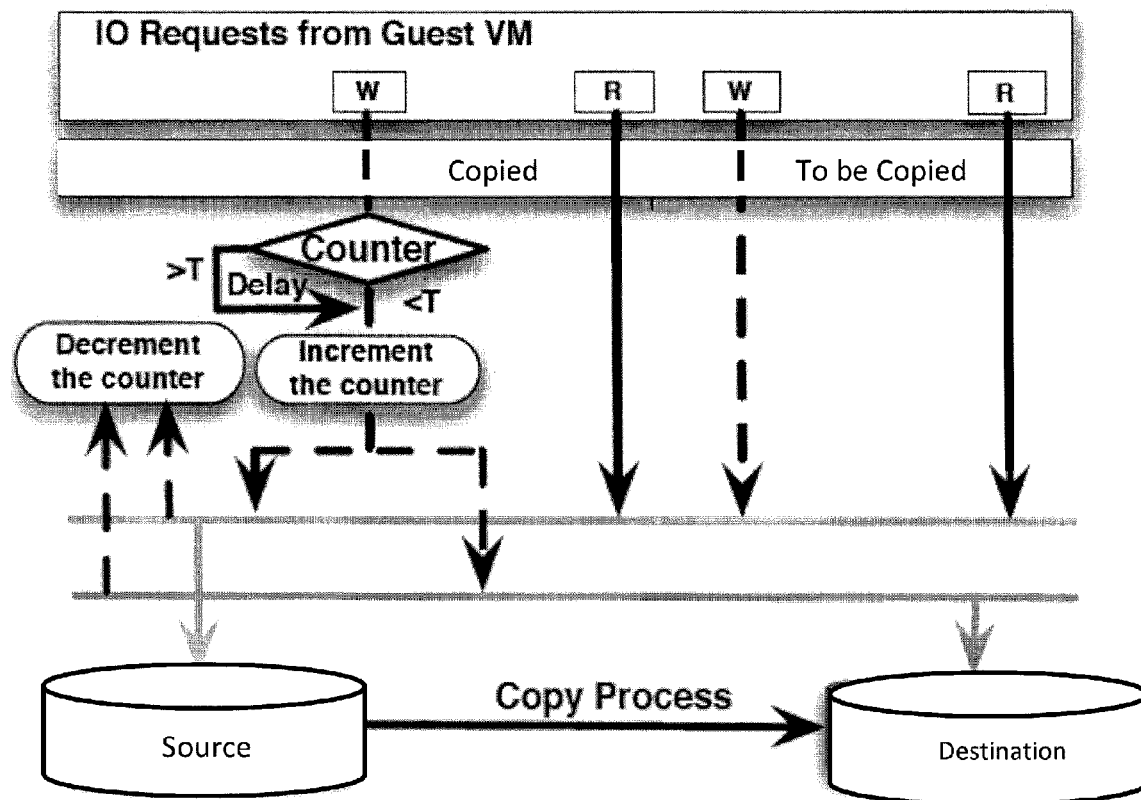 IO Requests from Guest VM
W
R
W
R
Copied
To be Copied
Counter
>T
Delay
<T
Decrement
the counter
Increment
the counter
Copy Process
Source
Destination